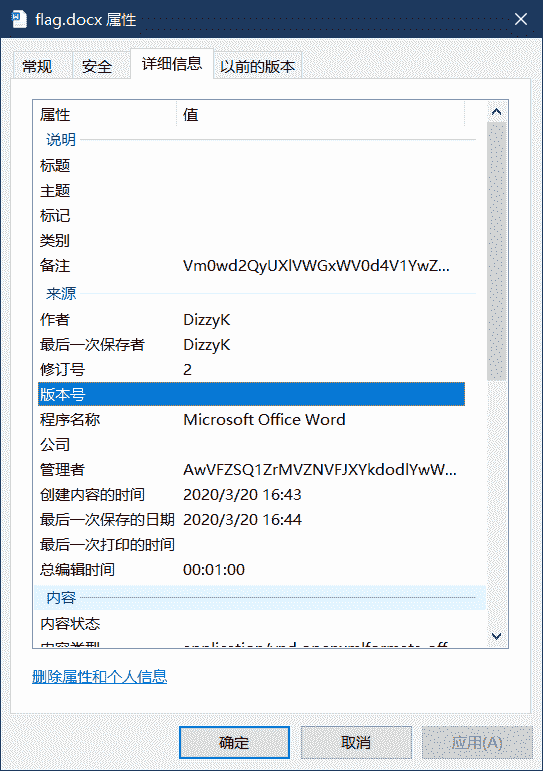 flag.docx 属性
常规 安全 详细信息 以前的版本
属性 值
说明
标题
主题
标记
类别
备注 Vm0wd2QyUXlVWGxWV0d4V1YwZ...
来源
作者 DizzyK
最后一次保存者 DizzyK
修订号 2
版本号
程序名称 Microsoft Office Word
公司
管理者 AwVFZSQ1ZrMVZNVFJXYkdodlYwW...
创建内容的时间 2020/3/20 16:43
最后一次保存的日期 2020/3/20 16:44
最后一次打印的时间
总编辑时间 00:01:00
内容
内容状态
内容类型
删除属性和个人信息
确定 取消 应用(A)